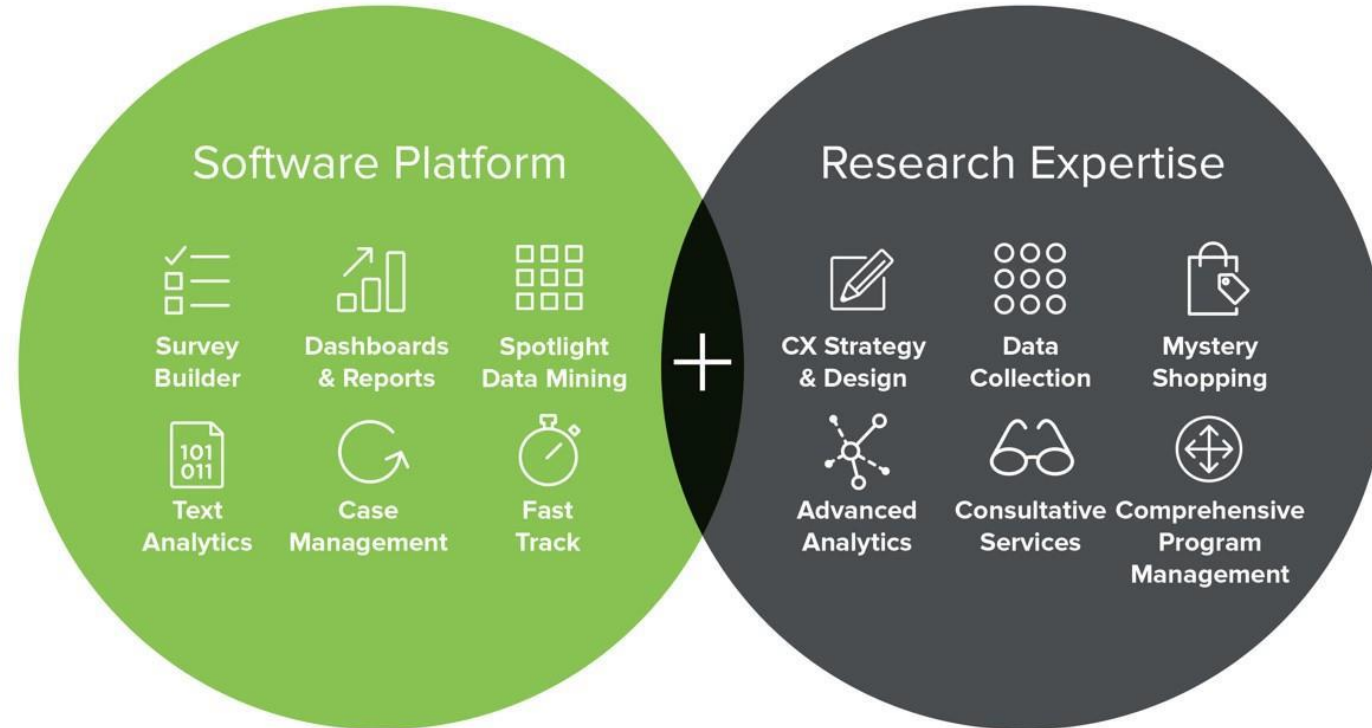 Software Platform
Survey
Builder
Dashboards
& Reports
Spotlight
Data Mining
101
011
Text
Analytics
Case
Management
Fast
Track
+
Research Expertise
CX Strategy
& Design
Data
Collection
Mystery
Shopping
Advanced
Analytics
Consultative
Services
Comprehensive
Program
Management